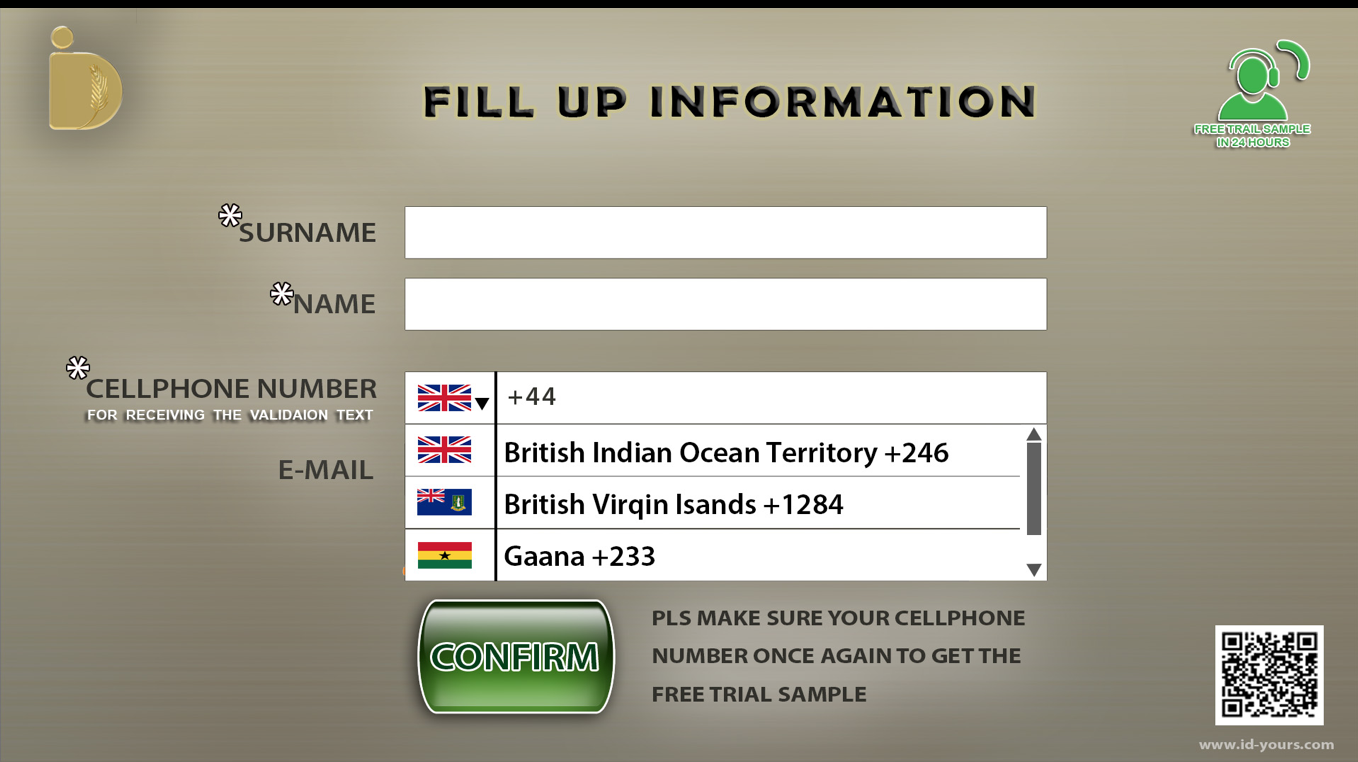 FILL UP INFORMATION
FREE TRAIL SAMPLE
IN 24 HOURS
*SURNAME
*NAME
*CELLPHONE NUMBER
FOR RECEIVING THE VALIDAION TEXT
+44
British Indian Ocean Territory +246
British Virqin Isands +1284
Gaana +233
E-MAIL
CONFIRM
PLS MAKE SURE YOUR CELLPHONE
NUMBER ONCE AGAIN TO GET THE
FREE TRIAL SAMPLE
www.id-yours.com